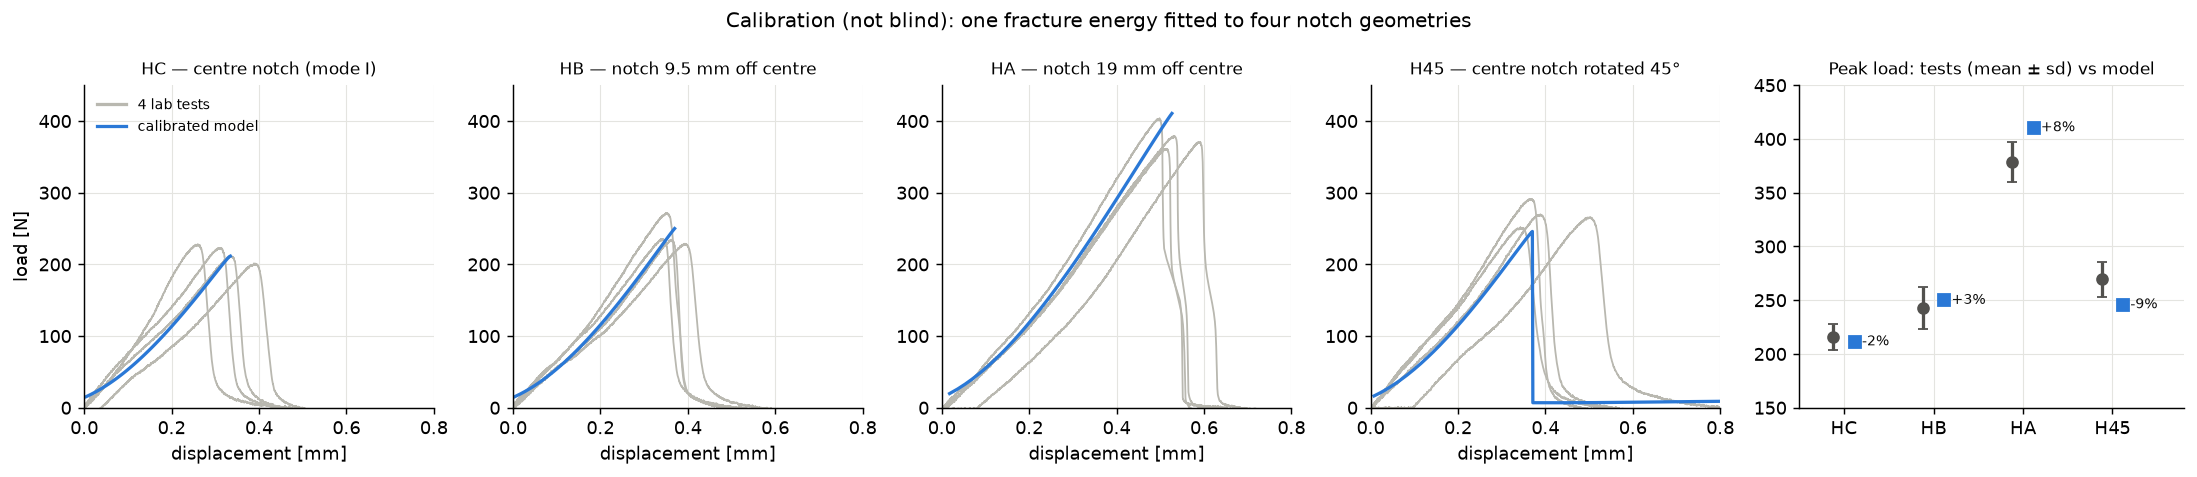 Calibration (not blind): one fracture energy fitted to four notch geometries
HC — centre notch (mode I)
4 lab tests
calibrated model
load [N]
400
300
200
100
0
0.0 0.2 0.4 0.6 0.8
displacement [mm]
HB — notch 9.5 mm off centre
400
300
200
100
0
0.0 0.2 0.4 0.6 0.8
displacement [mm]
HA — notch 19 mm off centre
400
300
200
100
0
0.0 0.2 0.4 0.6 0.8
displacement [mm]
H45 — centre notch rotated 45°
400
300
200
100
0
0.0 0.2 0.4 0.6 0.8
displacement [mm]
Peak load: tests (mean ± sd) vs model
450
400
350
300
250
200
150
-2%
+3%
+8%
-9%
HC HB HA H45